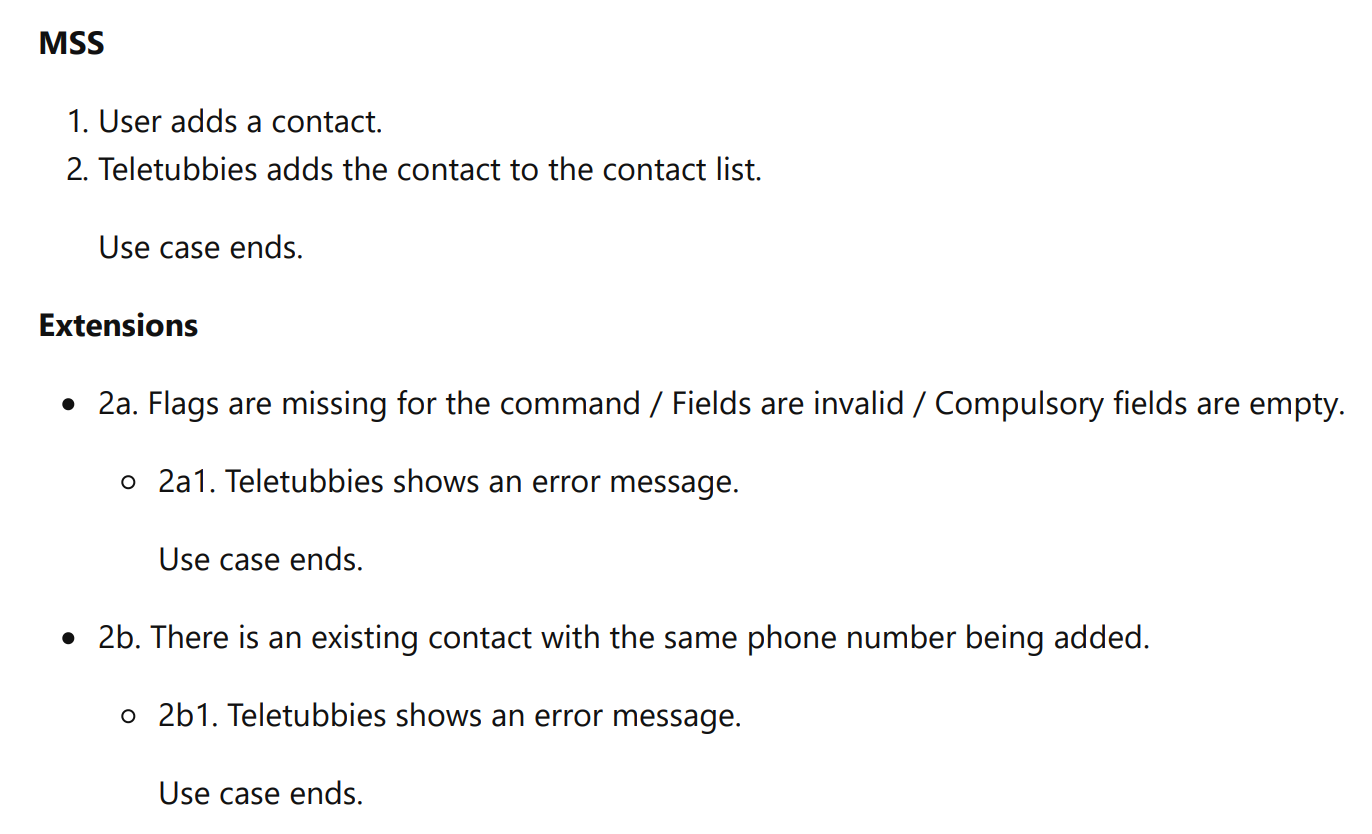 MSS
1. User adds a contact.
2. Teletubbies adds the contact to the contact list.
Use case ends.
Extensions
• 2a. Flags are missing for the command / Fields are invalid / Compulsory fields are empty.
◦ 2a1. Teletubbies shows an error message.
Use case ends.
• 2b. There is an existing contact with the same phone number being added.
◦ 2b1. Teletubbies shows an error message.
Use case ends.